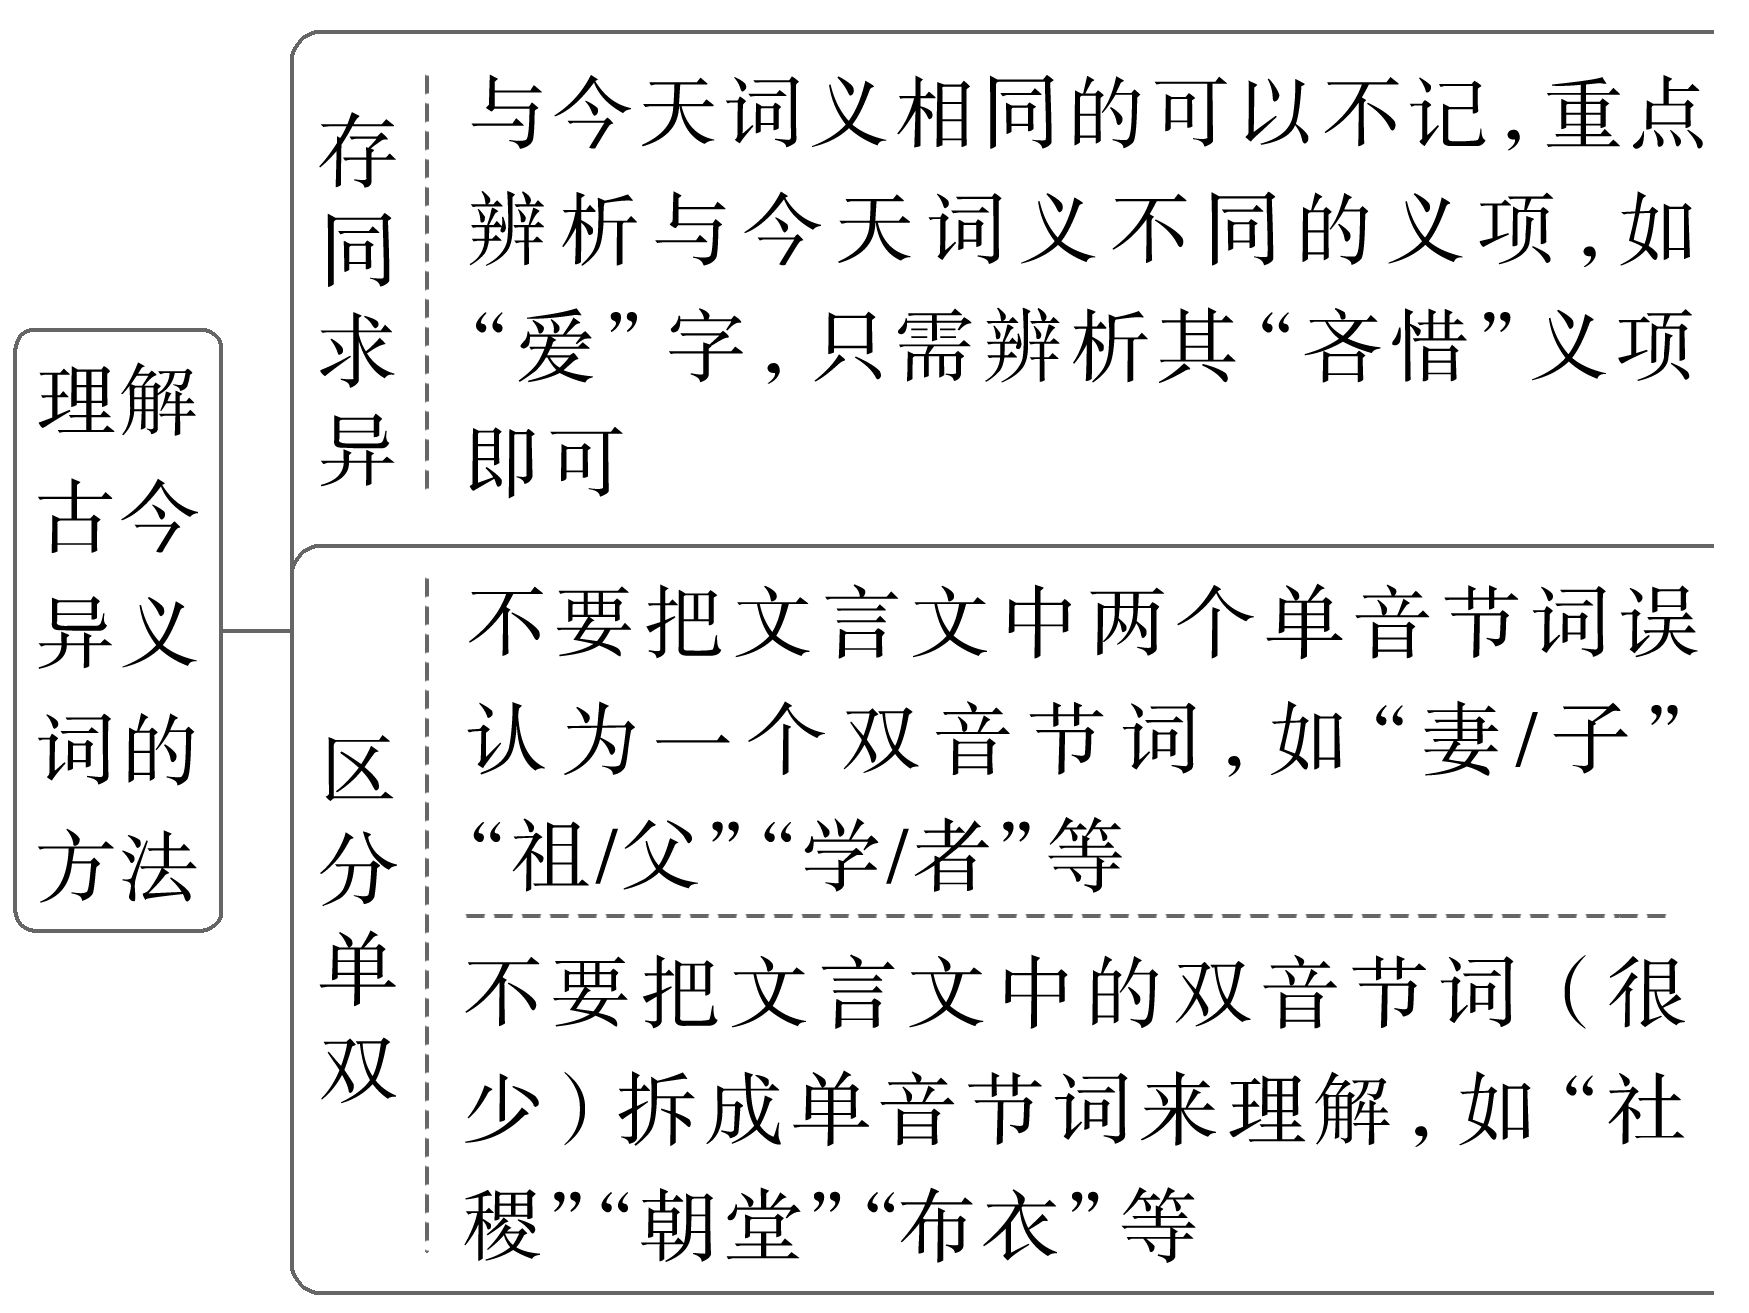 理解
古今
异义
词的
方法
存同求异
与今天词义相同的可以不记,重点
辨析与今天词义不同的义项,如
“爱”字,只需辨析其“吝惜”义项
即可
区分单双
不要把文言文中两个单音节词误
认为一个双音节词,如“妻/子”
“祖/父”“学/者”等
不要把文言文中的双音节词(很
少)拆成单音节词来理解,如“社
稷”“朝堂”“布衣”等